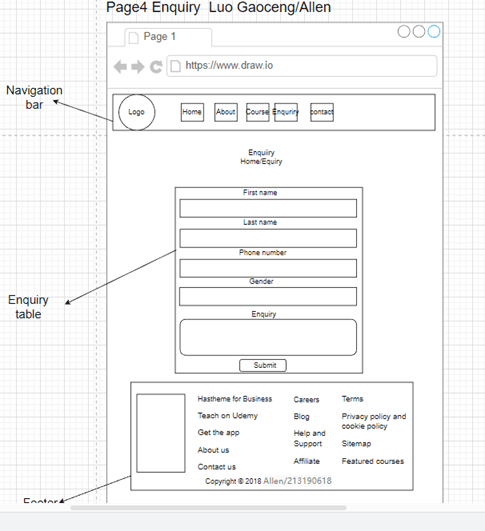 Page4 Enquiry Luo Gaoceng/Allen
Page 1
https://www.draw.io
Navigation
bar
Logo
Home
About
Course
Enquriry
contact
Enquiiry
Home/Equiry
First name
Last name
Phone number
Gender
Enquiry
table
Enquiry
Submit
Hastheme for Business
Careers
Terms
Teach on Udemy
Blog
Privacy policy and
cookie policy
Get the app
Help and
Support
Sitemap
About us
Affiliate
Featured courses
Contact us
Copyright © 2018 Allen/213190618
Footer